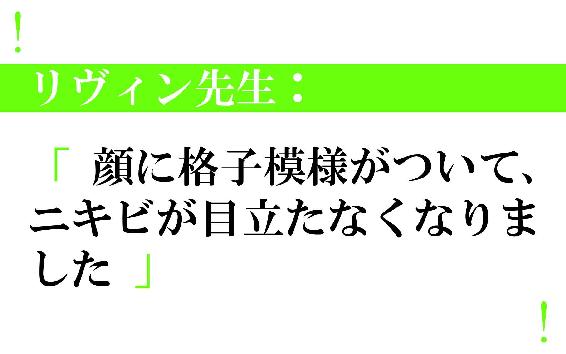 !
リヴィン先生：
「 顔に格子模様がついて、
ニキビが目立たなくなりま
した 」
!